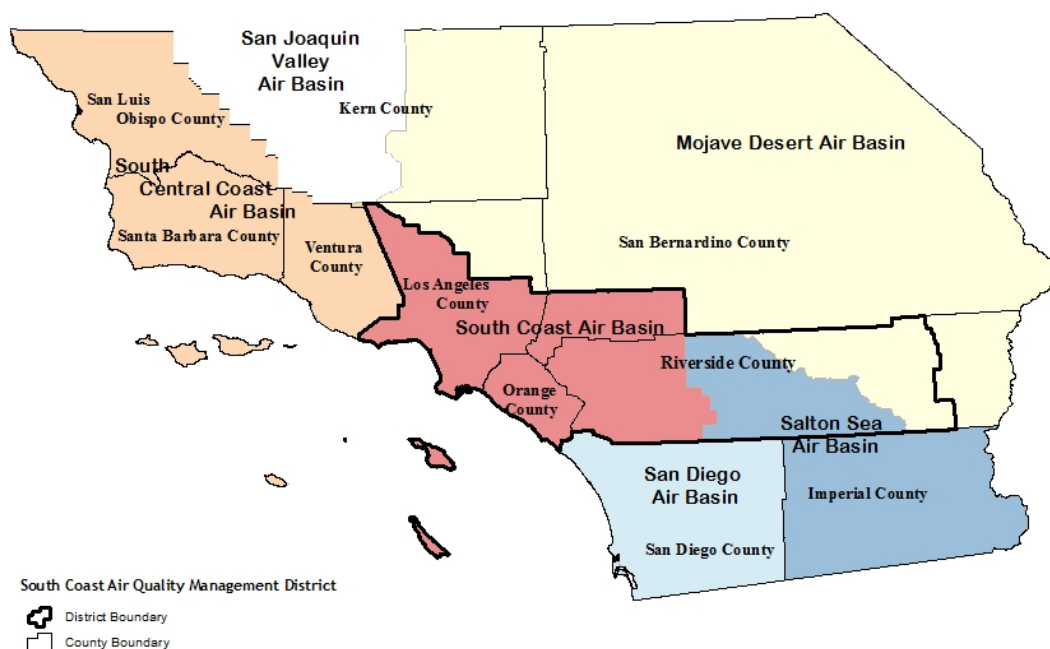 San Joaquin
Valley
Air Basin
Kern County
San Luis
Obispo County
Mojave Desert Air Basin
South
Central Coast
Air Basin
Santa Barbara County
Ventura
County
San Bernardino County
Los Angeles
County
South Coast Air Basin
Riverside County
Orange
County
Salton Sea
Air Basin
San Diego
Air Basin
Imperial County
San Diego County
South Coast Air Quality Management District
District Boundary
County Boundary